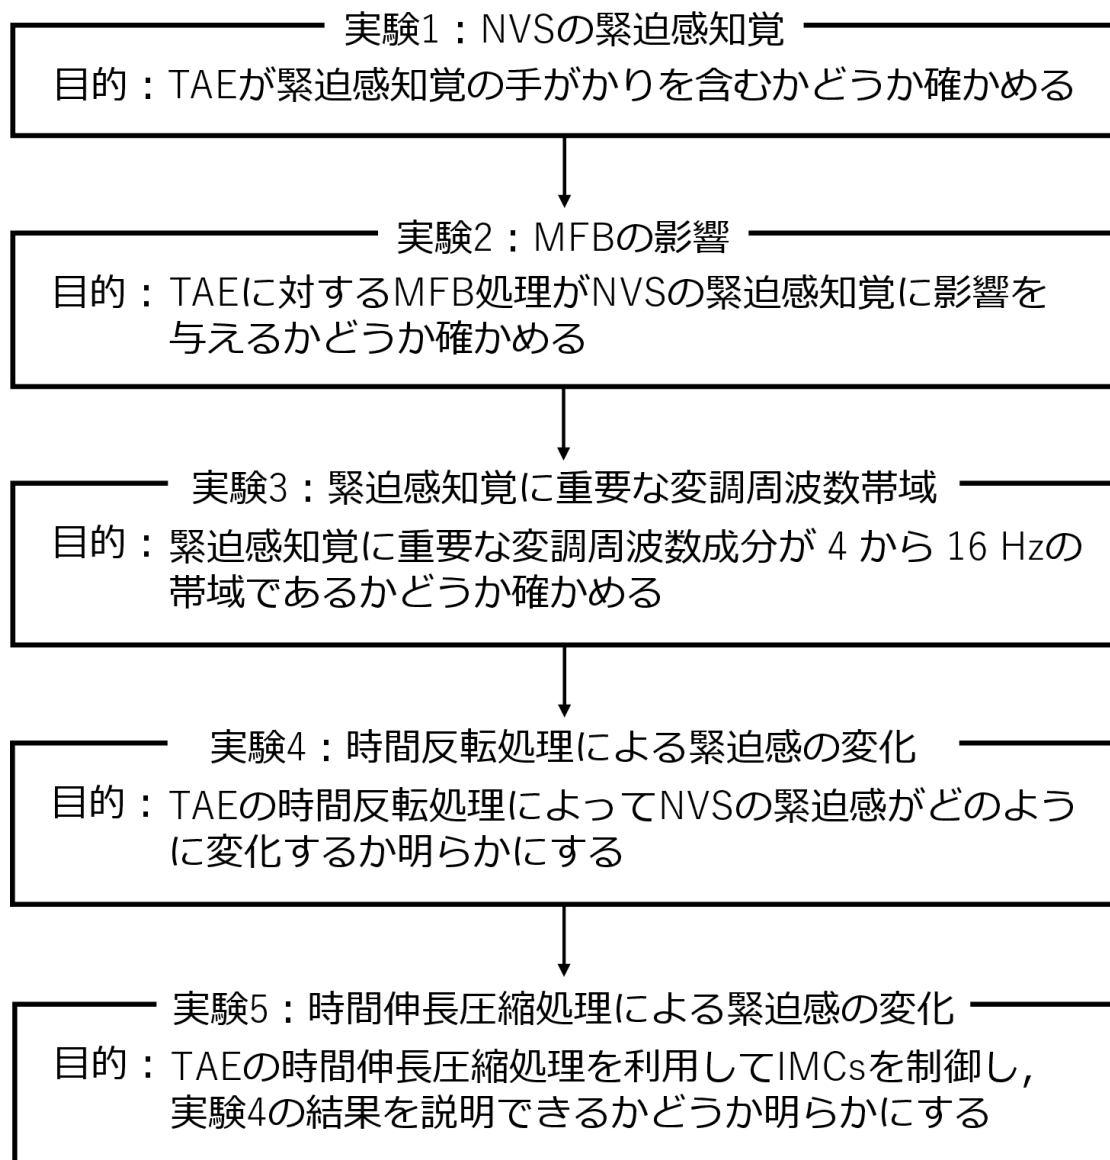 実験1：NVSの緊迫感知覚
目的：TAEが緊迫感知覚の手がかりを含むかどうか確かめる
実験2：MFBの影響
目的：TAEに対するMFB処理がNVSの緊迫感知覚に影響を
与えるかどうか確かめる
実験3：緊迫感知覚に重要な変調周波数帯域
目的：緊迫感知覚に重要な変調周波数成分が 4 から 16 Hzの
帯域であるかどうか確かめる
実験4：時間反転処理による緊迫感の変化
目的：TAEの時間反転処理によってNVSの緊迫感がどのよう
に変化するか明らかにする
実験5：時間伸長圧縮処理による緊迫感の変化
目的：TAEの時間伸長圧縮処理を利用してIMCsを制御し，
実験4の結果を説明できるかどうか明らかにする